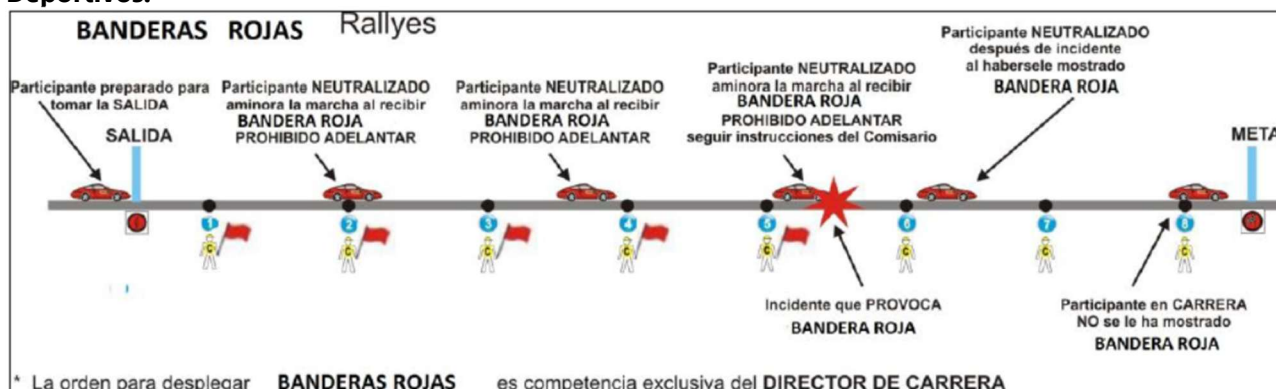 Deportivos.
BANDERAS ROJAS Rallyes
Participante preparado para
tomar la SALIDA
SALIDA
Participante NEUTRALIZADO
aminora la marcha al recibir
BANDERA ROJA
PROHIBIDO ADELANTAR
Participante NEUTRALIZADO
aminora la marcha al recibir
BANDERA ROJA
PROHIBIDO ADELANTAR
Participante NEUTRALIZADO
aminora la marcha al recibir
BANDERA ROJA
PROHIBIDO ADELANTAR
seguir instrucciones del Comisario
Participante NEUTRALIZADO
después de incidente
al habersele mostrado
BANDERA ROJA
META
1 2 3 4 5 6 7 8
C C C C C C C C
Incidente que PROVOCA
BANDERA ROJA
Participante en CARRERA
NO se le ha mostrado
BANDERA ROJA
* La orden para desplegar BANDERAS ROJAS es competencia exclusiva del DIRECTOR DE CARRERA